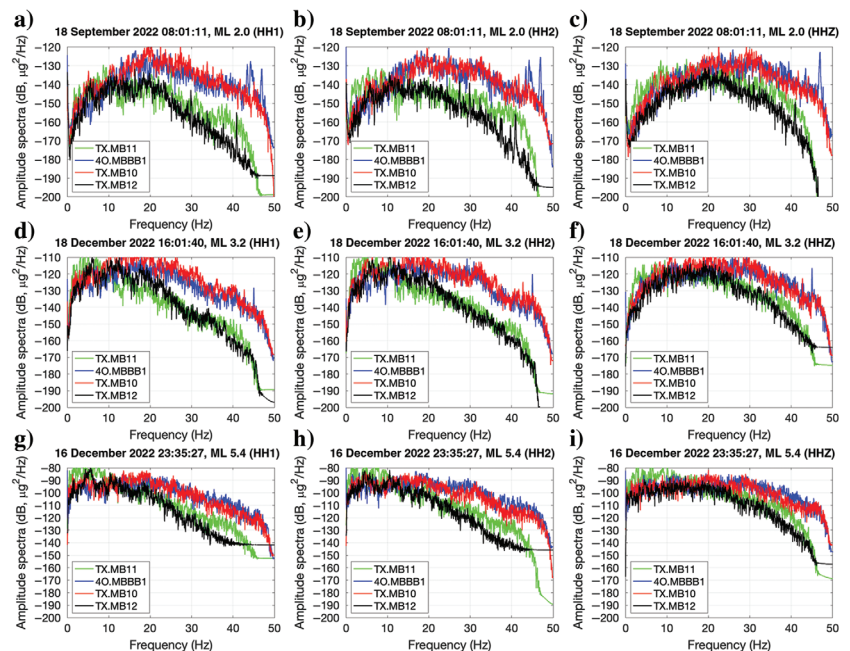 a)
18 September 2022 08:01:11, ML 2.0 (HH1)
Amplitude spectra (dB, μg²/Hz)
−120
−130
−140
−150
−160
−170
−180
−190
−200
TX.MB11
4O.MBBB1
TX.MB10
TX.MB12
0 10 20 30 40 50
Frequency (Hz)
b)
18 September 2022 08:01:11, ML 2.0 (HH2)
Amplitude spectra (dB, μg²/Hz)
−120
−130
−140
−150
−160
−170
−180
−190
−200
TX.MB11
4O.MBBB1
TX.MB10
TX.MB12
0 10 20 30 40 50
Frequency (Hz)
c)
18 September 2022 08:01:11, ML 2.0 (HHZ)
Amplitude spectra (dB, μg²/Hz)
−120
−130
−140
−150
−160
−170
−180
−190
−200
TX.MB11
4O.MBBB1
TX.MB10
TX.MB12
0 10 20 30 40 50
Frequency (Hz)
d)
18 December 2022 16:01:40, ML 3.2 (HH1)
Amplitude spectra (dB, μg²/Hz)
−110
−120
−130
−140
−150
−160
−170
−180
−190
−200
TX.MB11
4O.MBBB1
TX.MB10
TX.MB12
0 10 20 30 40 50
Frequency (Hz)
e)
18 December 2022 16:01:40, ML 3.2 (HH2)
Amplitude spectra (dB, μg²/Hz)
−110
−120
−130
−140
−150
−160
−170
−180
−190
−200
TX.MB11
4O.MBBB1
TX.MB10
TX.MB12
0 10 20 30 40 50
Frequency (Hz)
f)
18 December 2022 16:01:40, ML 3.2 (HHZ)
Amplitude spectra (dB, μg²/Hz)
−110
−120
−130
−140
−150
−160
−170
−180
−190
−200
TX.MB11
4O.MBBB1
TX.MB10
TX.MB12
0 10 20 30 40 50
Frequency (Hz)
g)
16 December 2022 23:35:27, ML 5.4 (HH1)
Amplitude spectra (dB, μg²/Hz)
−80
−90
−100
−110
−120
−130
−140
−150
−160
−170
−180
−190
−200
TX.MB11
4O.MBBB1
TX.MB10
TX.MB12
0 10 20 30 40 50
Frequency (Hz)
h)
16 December 2022 23:35:27, ML 5.4 (HH2)
Amplitude spectra (dB, μg²/Hz)
−80
−90
−100
−110
−120
−130
−140
−150
−160
−170
−180
−190
−200
TX.MB11
4O.MBBB1
TX.MB10
TX.MB12
0 10 20 30 40 50
Frequency (Hz)
i)
16 December 2022 23:35:27, ML 5.4 (HHZ)
Amplitude spectra (dB, μg²/Hz)
−80
−90
−100
−110
−120
−130
−140
−150
−160
−170
−180
−190
−200
TX.MB11
4O.MBBB1
TX.MB10
TX.MB12
0 10 20 30 40 50
Frequency (Hz)